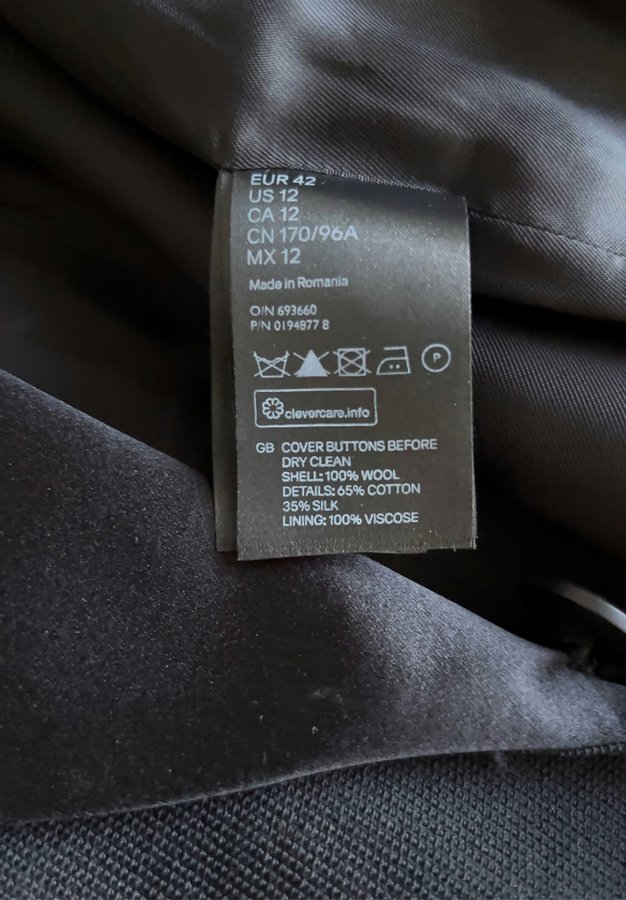 EUR 42
US 12
CA 12
CN 170/96A
MX 12
Made in Romania
O/N 693660
P/N 0194877 8
P
clevercare.info
GB COVER BUTTONS BEFORE
DRY CLEAN
SHELL: 100% WOOL
DETAILS: 65% COTTON
35% SILK
LINING: 100% VISCOSE